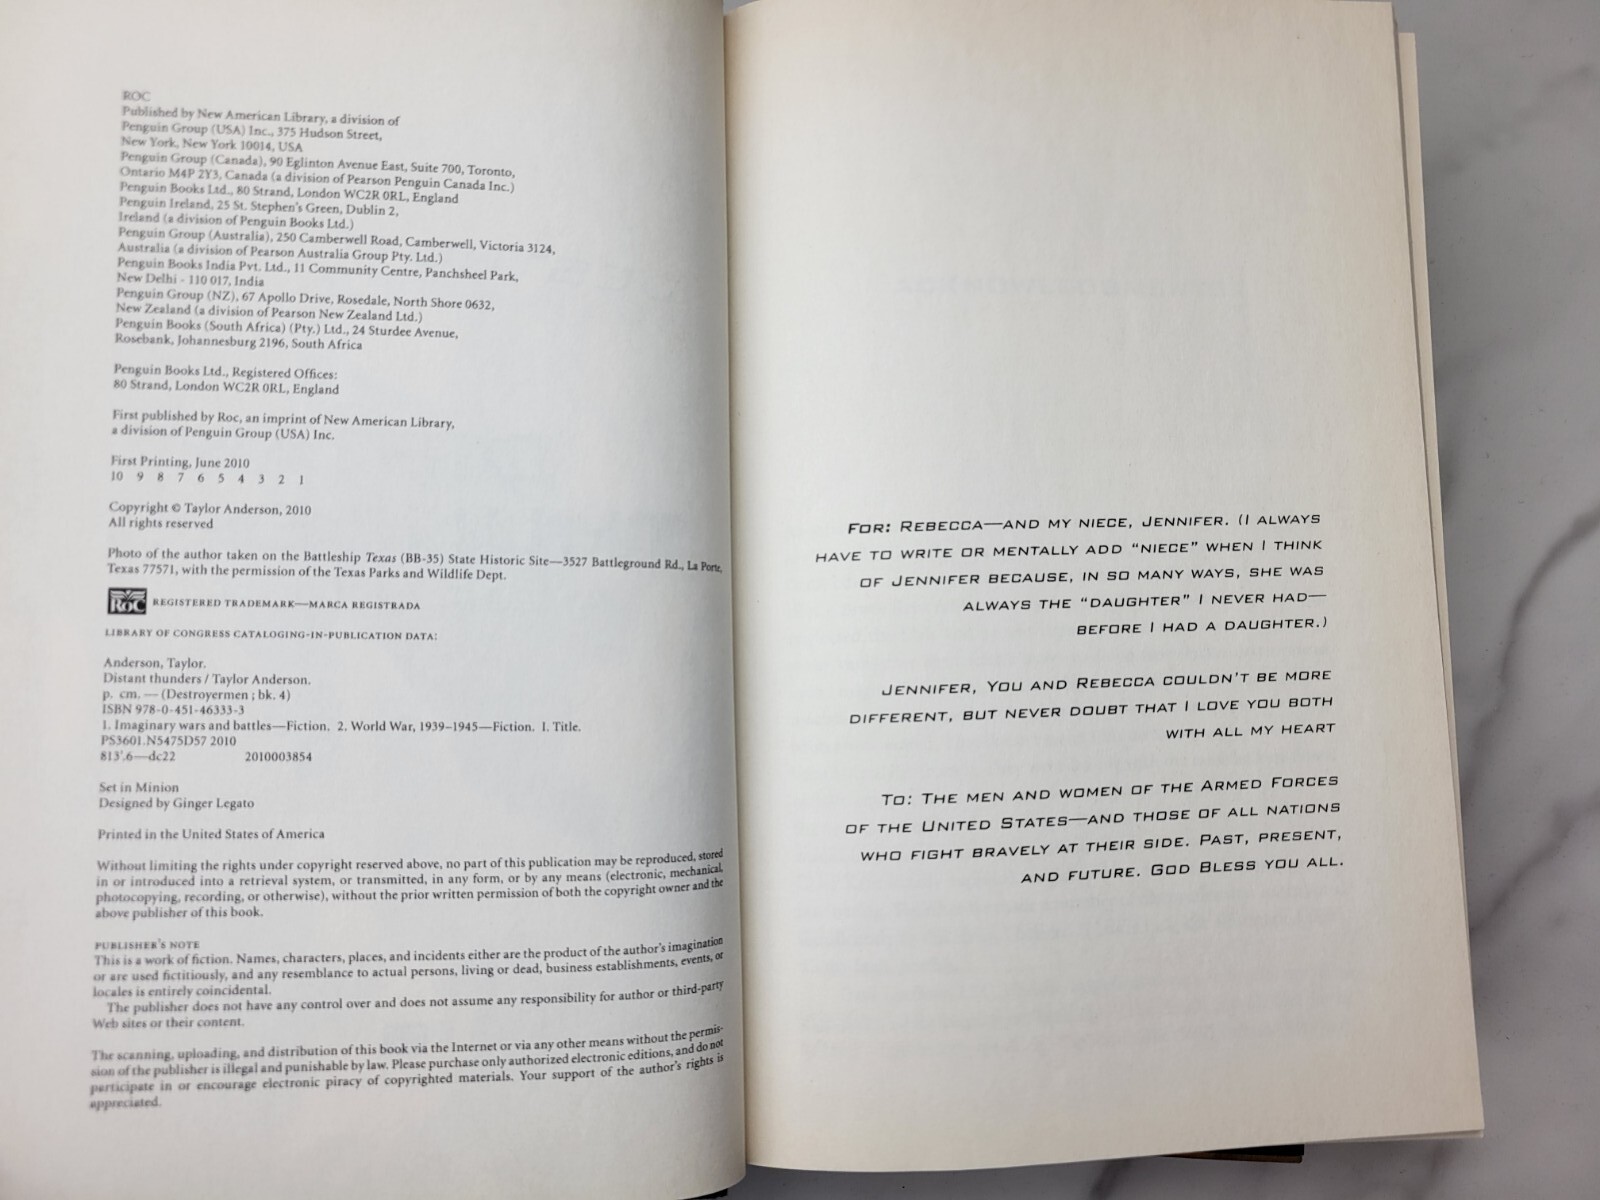 ROC
Published by New American Library, a division of
Penguin Group (USA) Inc., 375 Hudson Street,
New York, New York 10014, USA
Penguin Group (Canada), 90 Eglinton Avenue East, Suite 700, Toronto,
Ontario M4P 2Y3, Canada (a division of Pearson Penguin Canada Inc.)
Penguin Books Ltd., 80 Strand, London WC2R 0RL, England
Penguin Ireland, 25 St. Stephen's Green, Dublin 2,
Ireland (a division of Penguin Books Ltd.)
Penguin Group (Australia), 250 Camberwell Road, Camberwell, Victoria 3124,
Australia (a division of Pearson Australia Group Pty. Ltd.)
Penguin Books India Pvt. Ltd., 11 Community Centre, Panchsheel Park,
New Delhi - 110 017, India
Penguin Group (NZ), 67 Apollo Drive, Rosedale, North Shore 0632,
New Zealand (a division of Pearson New Zealand Ltd.)
Penguin Books (South Africa) (Pty.) Ltd., 24 Sturdee Avenue,
Rosebank, Johannesburg 2196, South Africa
Penguin Books Ltd., Registered Offices:
80 Strand, London WC2R 0RL, England
First published by Roc, an imprint of New American Library,
a division of Penguin Group (USA) Inc.
First Printing, June 2010
10 9 8 7 6 5 4 3 2 1
Copyright © Taylor Anderson, 2010
All rights reserved
Photo of the author taken on the Battleship Texas (BB-35) State Historic Site—3527 Battleground Rd., La Porte,
Texas 77571, with the permission of the Texas Parks and Wildlife Dept.
ROC REGISTERED TRADEMARK—MARCA REGISTRADA
LIBRARY OF CONGRESS CATALOGING-IN-PUBLICATION DATA:
Anderson, Taylor.
Distant thunders / Taylor Anderson.
p. cm. — (Destroyermen ; bk. 4)
ISBN 978-0-451-46333-3
1. Imaginary wars and battles—Fiction. 2. World War, 1939–1945—Fiction. I. Title.
PS3601.N5475D57 2010
813'.6—dc22 2010003854
Set in Minion
Designed by Ginger Legato
Printed in the United States of America
Without limiting the rights under copyright reserved above, no part of this publication may be reproduced, stored
in or introduced into a retrieval system, or transmitted, in any form, or by any means (electronic, mechanical,
photocopying, recording, or otherwise), without the prior written permission of both the copyright owner and the
above publisher of this book.
PUBLISHER'S NOTE
This is a work of fiction. Names, characters, places, and incidents either are the product of the author's imagination
or are used fictitiously, and any resemblance to actual persons, living or dead, business establishments, events, or
locales is entirely coincidental.
The publisher does not have any control over and does not assume any responsibility for author or third-party
Web sites or their content.
The scanning, uploading, and distribution of this book via the Internet or via any other means without the permis-
sion of the publisher is illegal and punishable by law. Please purchase only authorized electronic editions, and do not
participate in or encourage electronic piracy of copyrighted materials. Your support of the author's rights is
appreciated.
FOR: REBECCA—AND MY NIECE, JENNIFER. (I ALWAYS
HAVE TO WRITE OR MENTALLY ADD "NIECE" WHEN I THINK
OF JENNIFER BECAUSE, IN SO MANY WAYS, SHE WAS
ALWAYS THE "DAUGHTER" I NEVER HAD—
BEFORE I HAD A DAUGHTER.)
JENNIFER, YOU AND REBECCA COULDN'T BE MORE
DIFFERENT, BUT NEVER DOUBT THAT I LOVE YOU BOTH
WITH ALL MY HEART
TO: THE MEN AND WOMEN OF THE ARMED FORCES
OF THE UNITED STATES—AND THOSE OF ALL NATIONS
WHO FIGHT BRAVELY AT THEIR SIDE. PAST, PRESENT,
AND FUTURE. GOD BLESS YOU ALL.